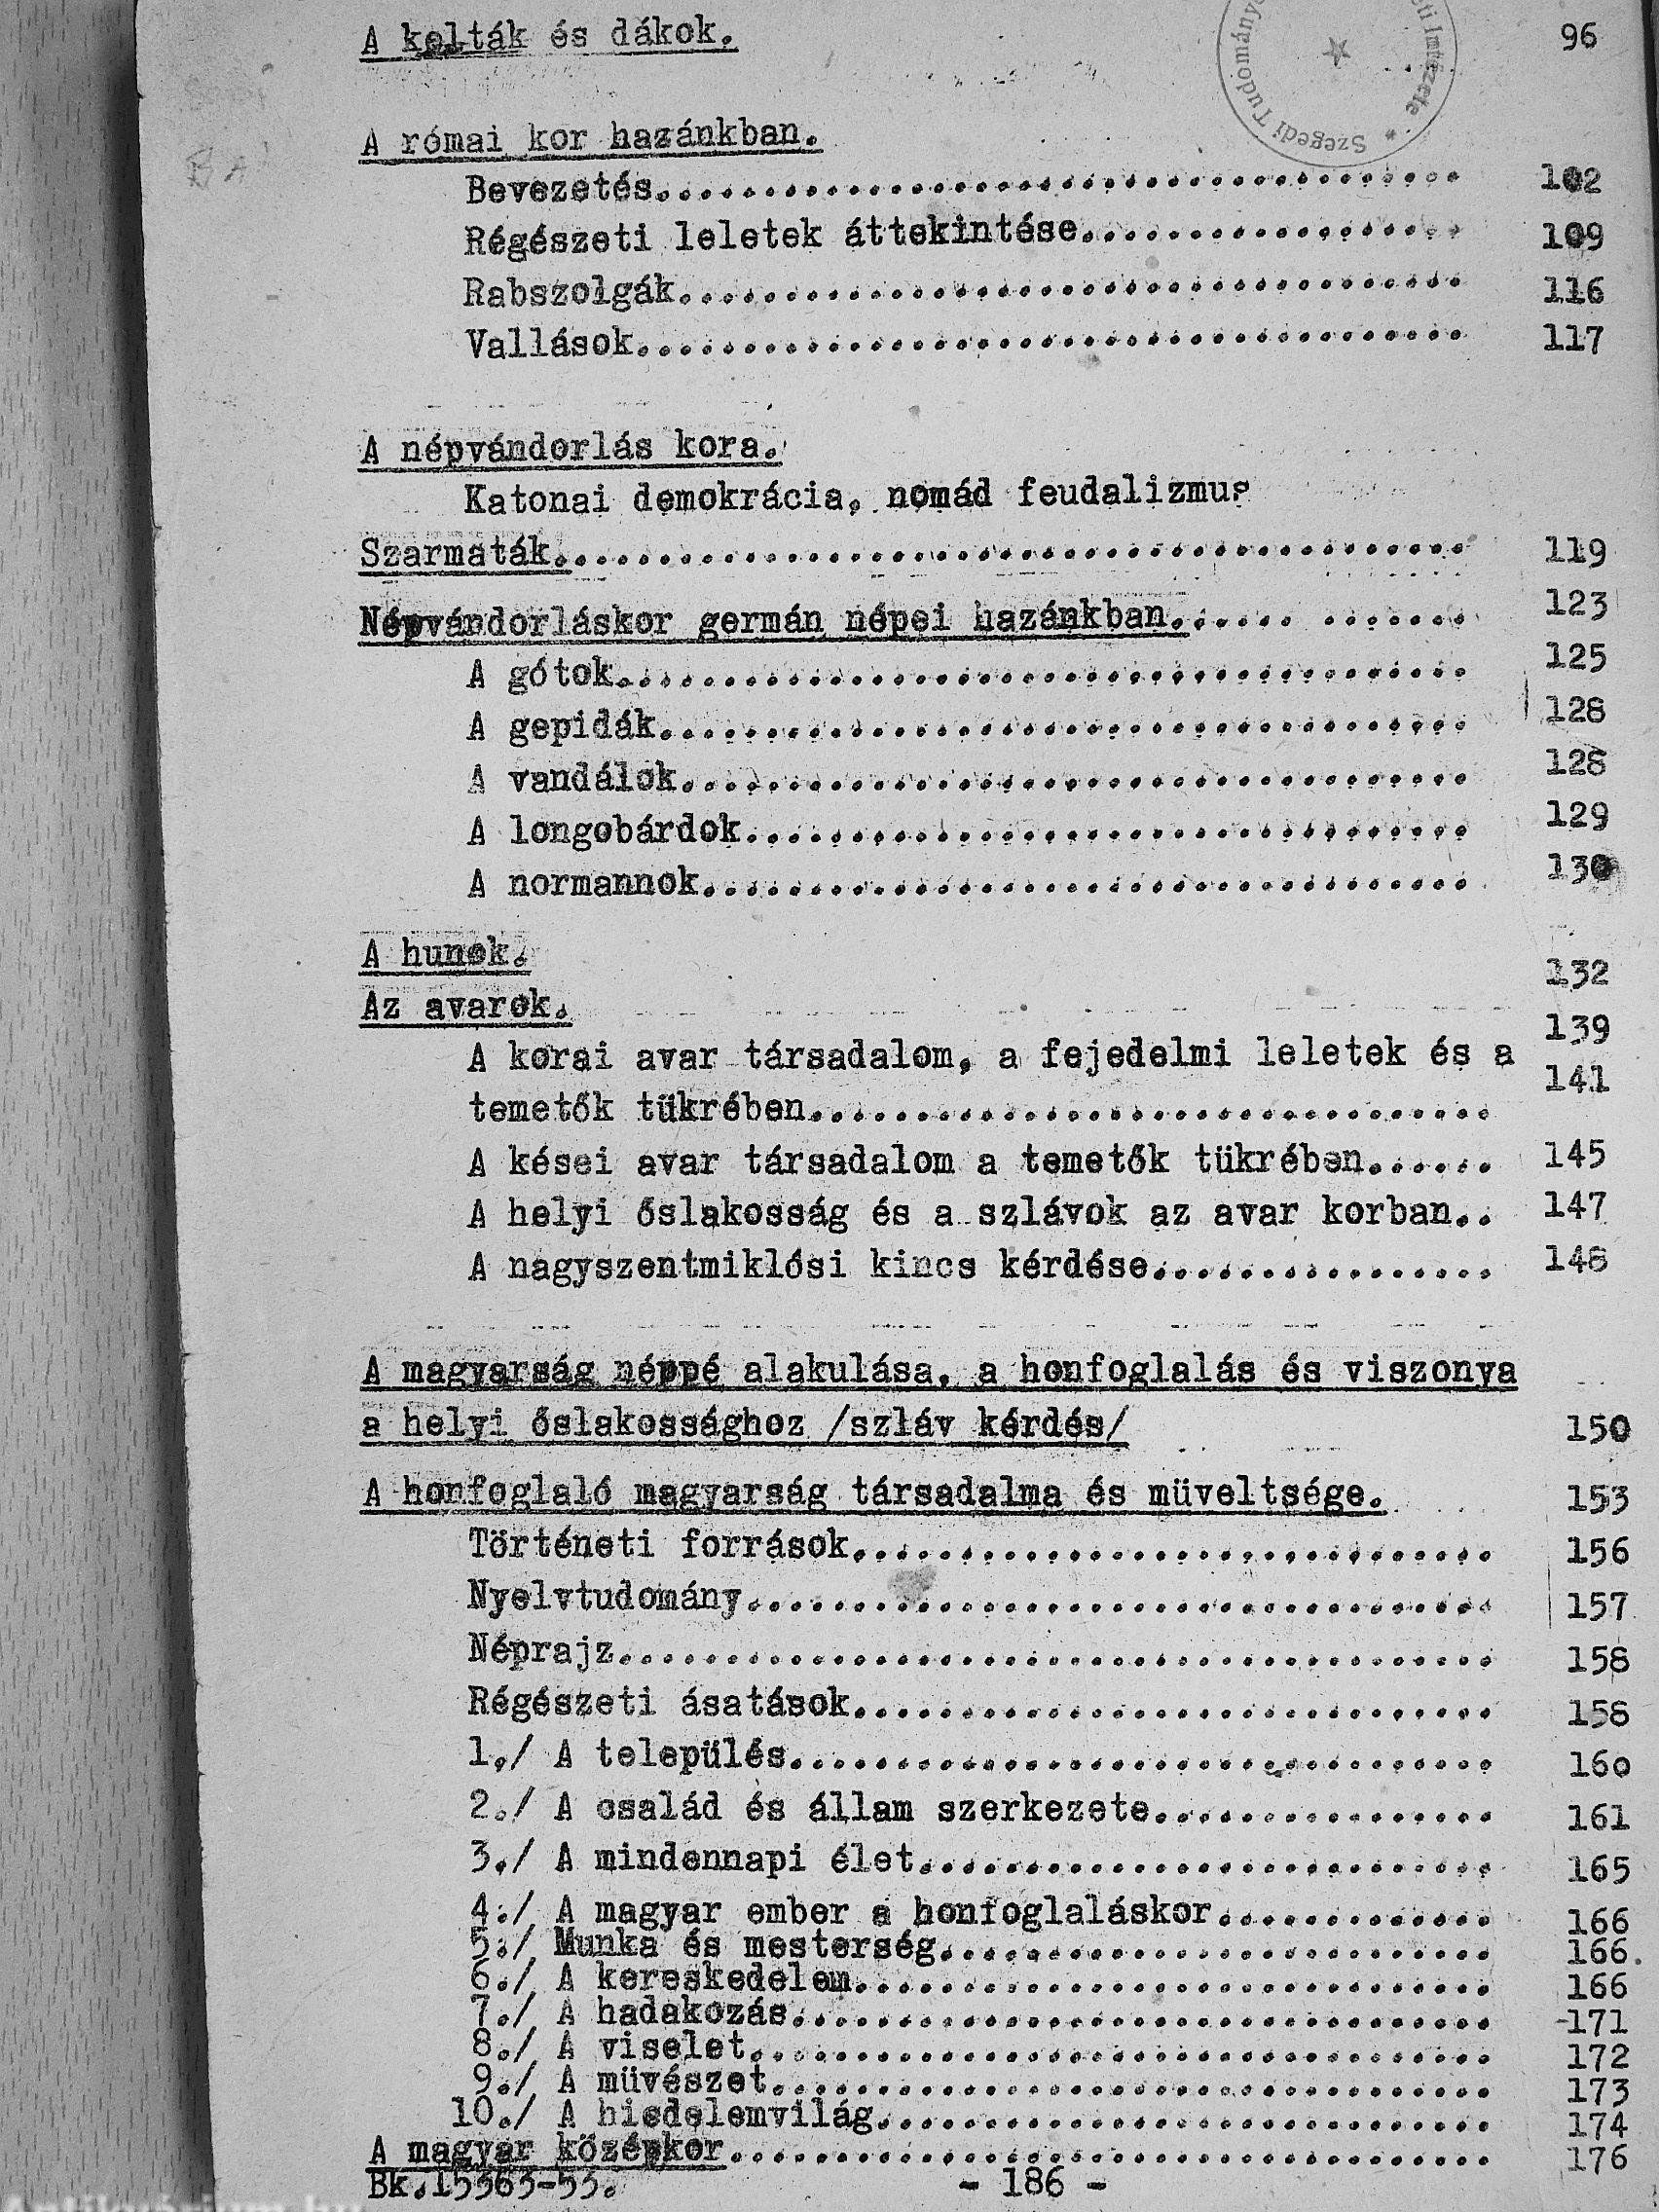 A kelták és dákok. 96
A római kor hazánkban.
Bevezetés........................................ 102
Régészeti leletek áttekintése.................. 109
Rabszolgák..................................... 116
Vallások....................................... 117
A népvándorlás kora.
Katonai demokrácia, nomád feudalizmus
Szarmaták........................................... 119
Népvándorláskor germán népei hazánkban...... ....... 123
A gótok........................................ 125
A gepidák...................................... 128
A vandálok..................................... 128
A longobárdok.................................. 129
A normannok.................................... 130
A hunok. 132
Az avarok. 139
A korai avar társadalom, a fejedelmi leletek és a 141
temetők tükrében................................
A kései avar társadalom a temetők tükrében...... 145
A helyi őslakosság és a szlávok az avar korban.. 147
A nagyszentmiklósi kincs kérdése................ 148
A magyarság néppé alakulása, a honfoglalás és viszonya
a helyi őslakossághoz /szláv kérdés/ 150
A honfoglaló magyarság társadalma és müveltsége. 153
Történeti források.............................. 156
Nyelvtudomány................................... 157
Néprajz......................................... 158
Régészeti ásatások.............................. 158
1./ A település................................. 160
2./ A család és állam szerkezete................ 161
3./ A mindennapi élet........................... 165
4./ A magyar ember a honfoglaláskor............. 166
5./ Munka és mesterség.......................... 166.
6./ A kereskedelem.............................. 166
7./ A hadakozás................................. 171
8./ A viselet................................... 172
9./ A müvészet.................................. 173
10./ A hiedelemvilág............................. 174
A magyar középkor.................................... 176
Bk.15363-53. - 186 -